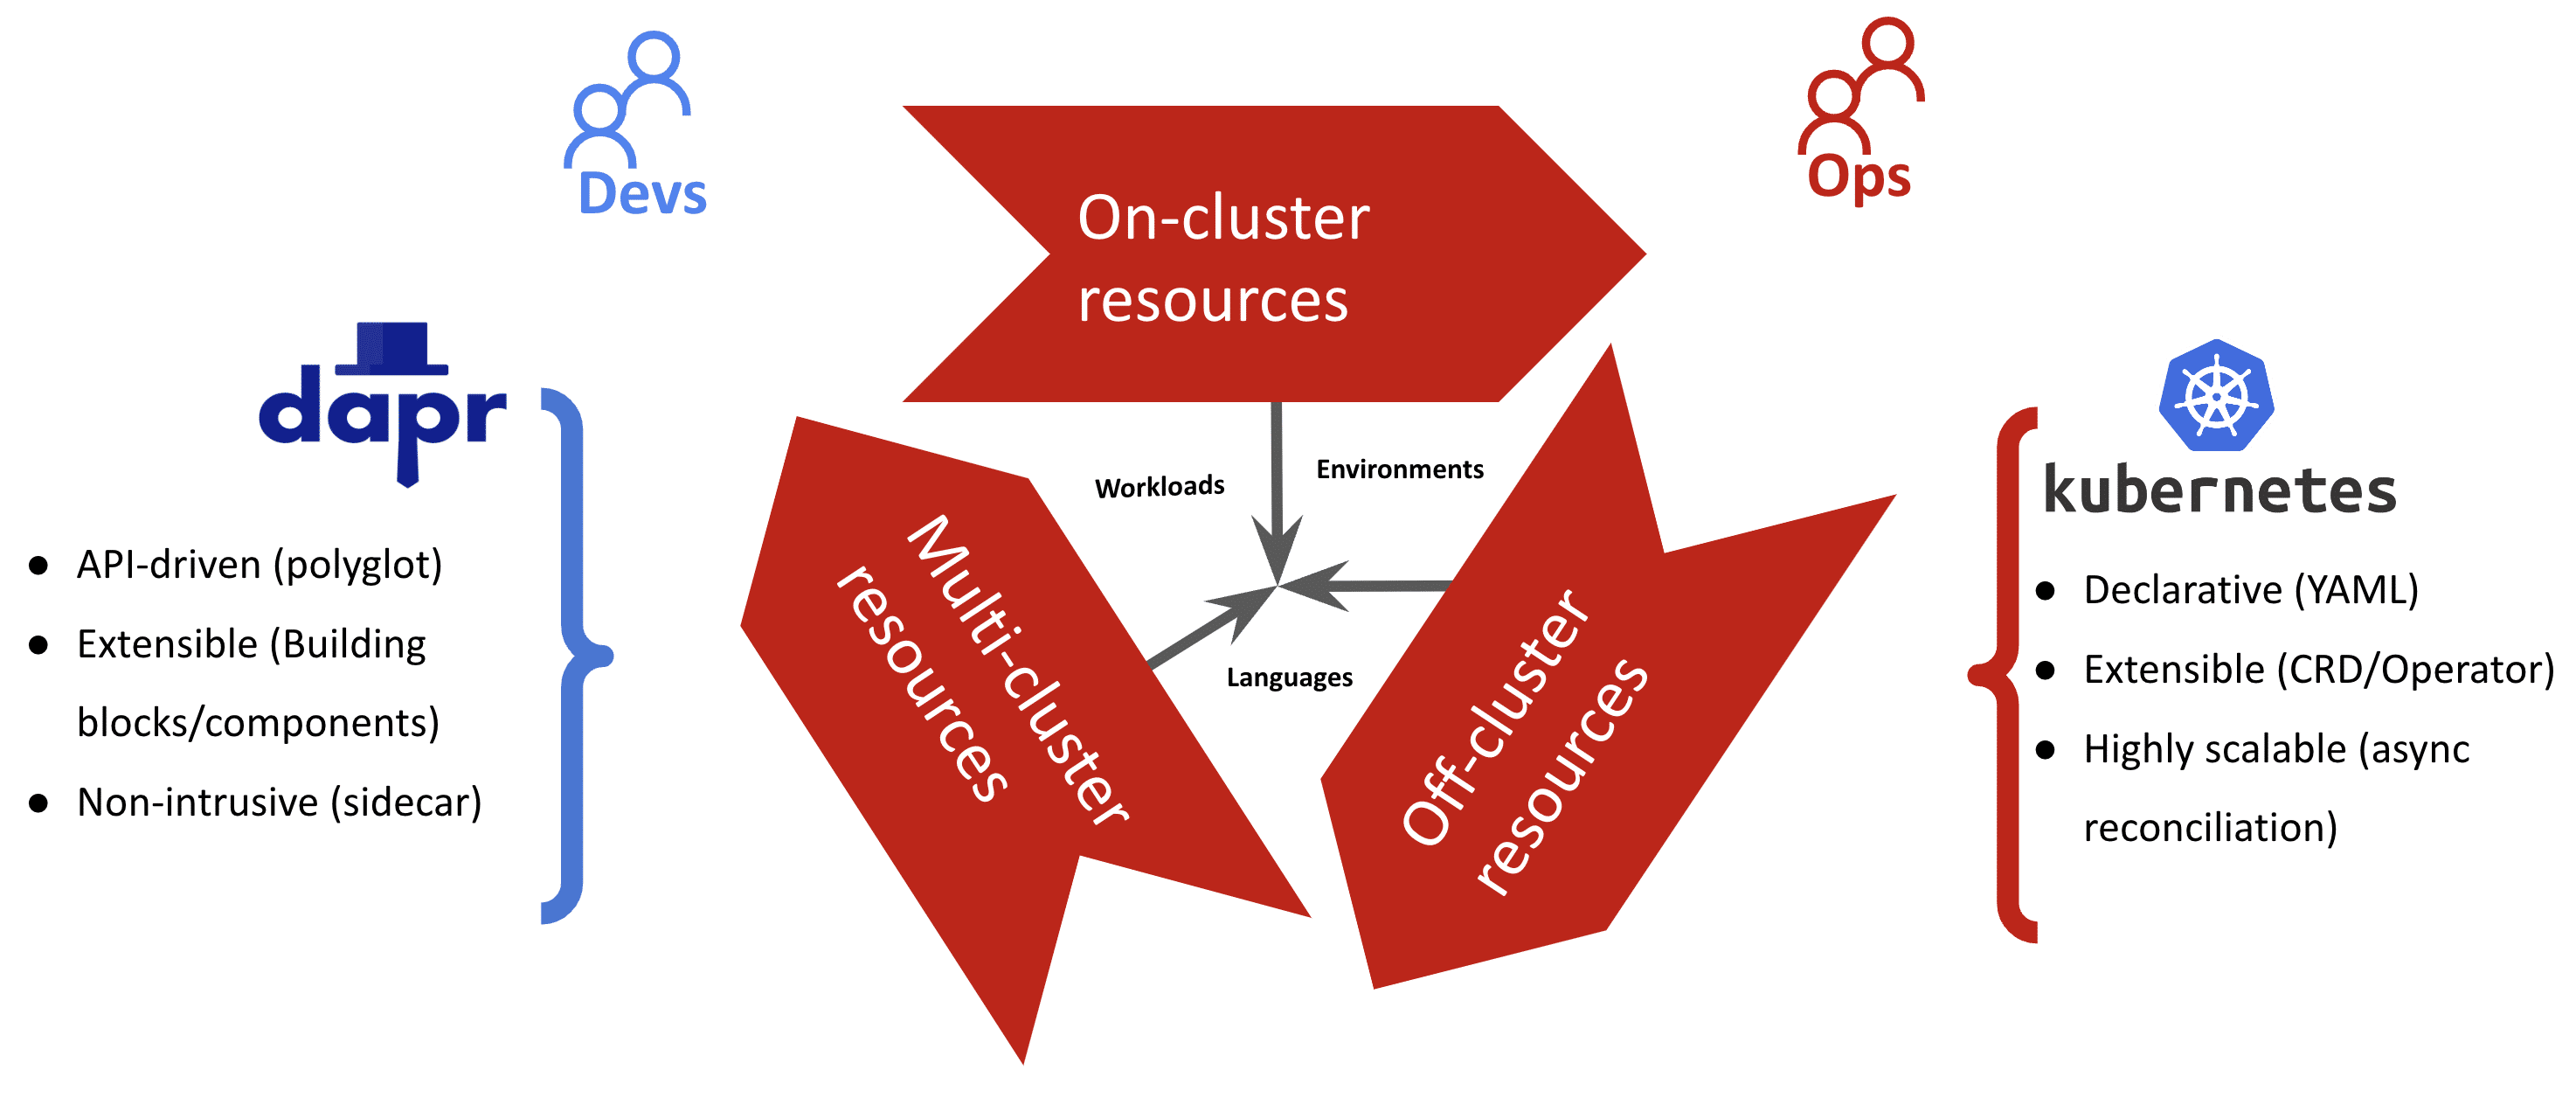 Devs
Ops
On-cluster
resources
dapr
kubernetes
Workloads
Environments
Languages
Multi-cluster
resources
Off-cluster
resources
● API-driven (polyglot)
● Extensible (Building
blocks/components)
● Non-intrusive (sidecar)
● Declarative (YAML)
● Extensible (CRD/Operator)
● Highly scalable (async
reconciliation)